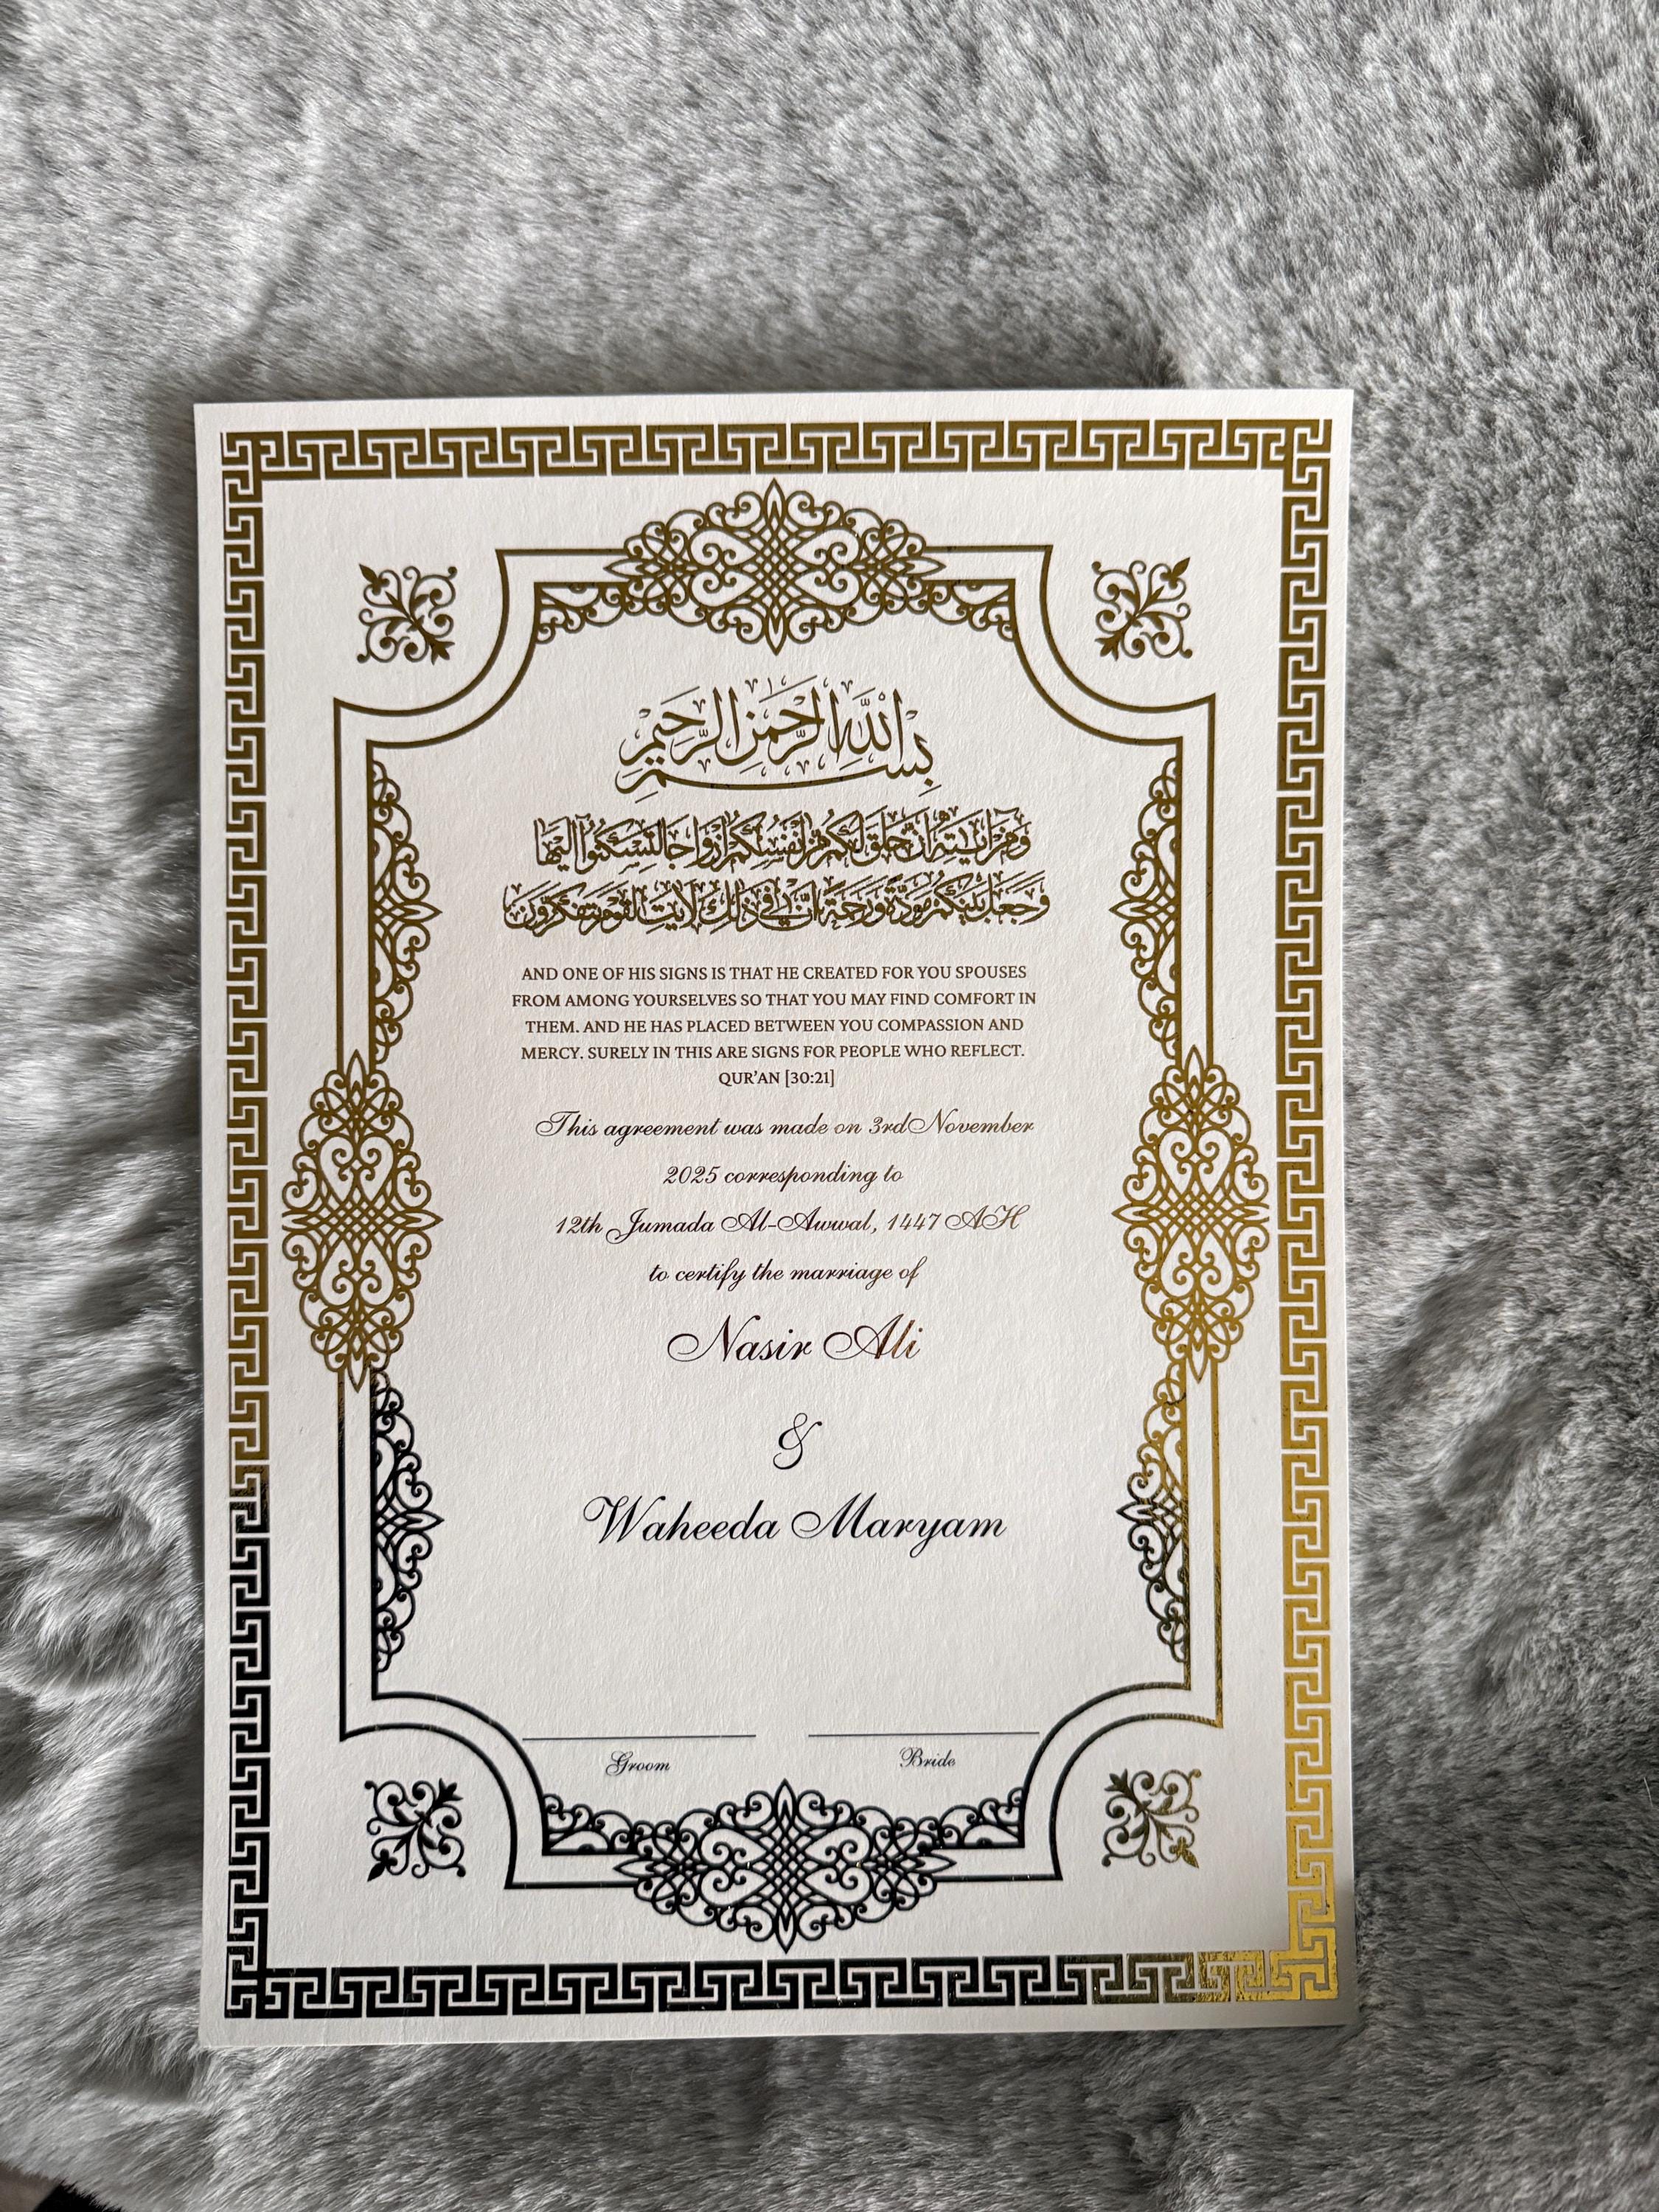 بسم الله الرحمن الرحيم
ومن آياته أن خلق لكم من أنفسكم أزواجا لتسكنوا إليها
وجعل بينكم مودة ورحمة إن في ذلك لآيات لقوم يتفكرون
AND ONE OF HIS SIGNS IS THAT HE CREATED FOR YOU SPOUSES
FROM AMONG YOURSELVES SO THAT YOU MAY FIND COMFORT IN
THEM. AND HE HAS PLACED BETWEEN YOU COMPASSION AND
MERCY. SURELY IN THIS ARE SIGNS FOR PEOPLE WHO REFLECT.
QUR'AN [30:21]
This agreement was made on 3rd November
2025 corresponding to
12th Jumada Al-Awwal, 1447 AH
to certify the marriage of
Nasir Ali
&
Waheeda Maryam
Groom Bride